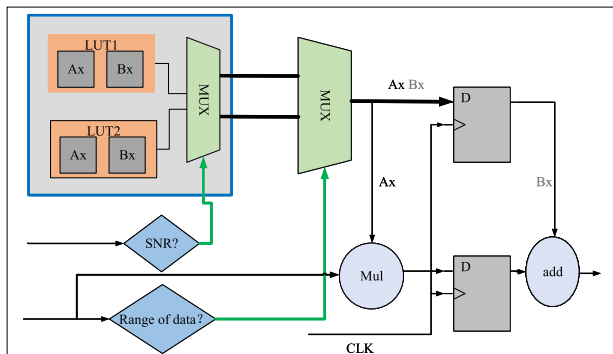 LUT1
Ax Bx
MUX
LUT2
Ax Bx
MUX
Ax Bx
D
Ax
Bx
SNR?
Mul
D
add
Range of data?
CLK